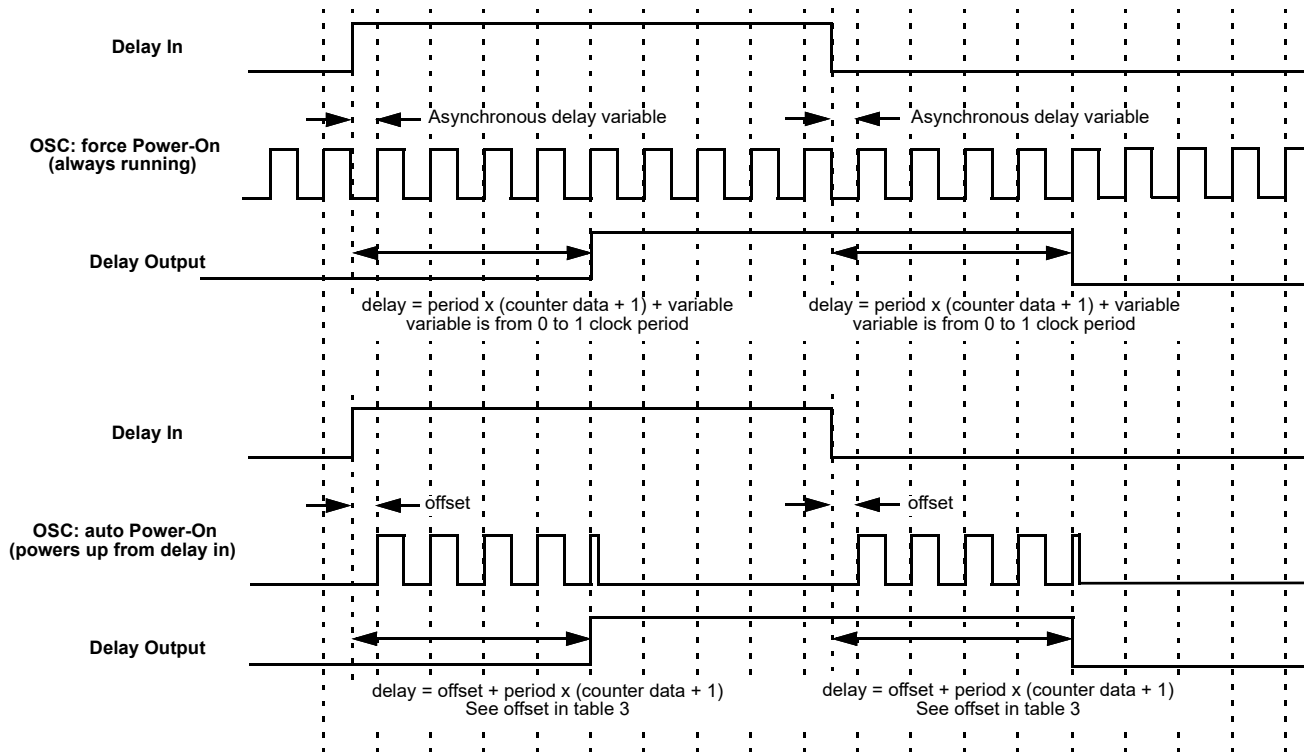 Delay In
Asynchronous delay variable
Asynchronous delay variable
OSC: force Power-On
(always running)
Delay Output
delay = period x (counter data + 1) + variable
variable is from 0 to 1 clock period
delay = period x (counter data + 1) + variable
variable is from 0 to 1 clock period
Delay In
offset
offset
OSC: auto Power-On
(powers up from delay in)
Delay Output
delay = offset + period x (counter data + 1)
See offset in table 3
delay = offset + period x (counter data + 1)
See offset in table 3